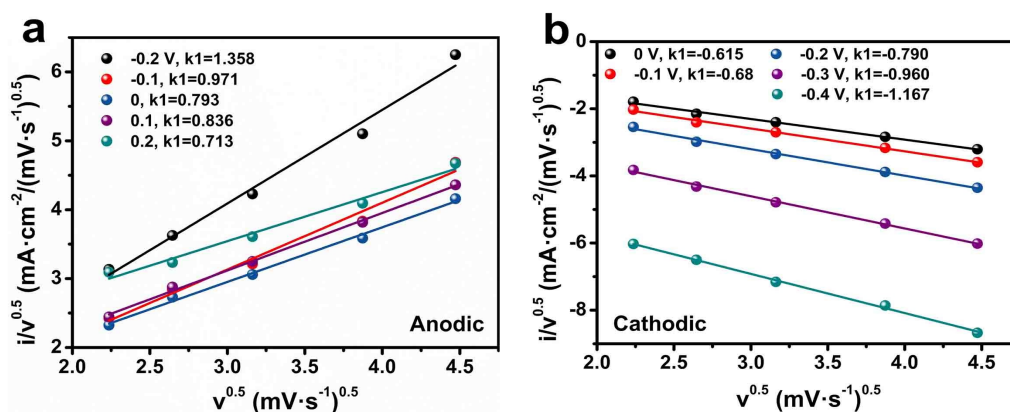 a
i/v^0.5 (mA·cm^-2/(mV·s^-1)^0.5
6
5
4
3
2
-0.2 V, k1=1.358
-0.1, k1=0.971
0, k1=0.793
0.1, k1=0.836
0.2, k1=0.713
Anodic
2.0 2.5 3.0 3.5 4.0 4.5
v^0.5 (mV·s^-1)^0.5
b
i/v^0.5 (mA·cm^-2/(mV·s^-1)^0.5
0
-2
-4
-6
-8
0 V, k1=-0.615
-0.1 V, k1=-0.68
-0.2 V, k1=-0.790
-0.3 V, k1=-0.960
-0.4 V, k1=-1.167
Cathodic
2.0 2.5 3.0 3.5 4.0 4.5
v^0.5 (mV·s^-1)^0.5